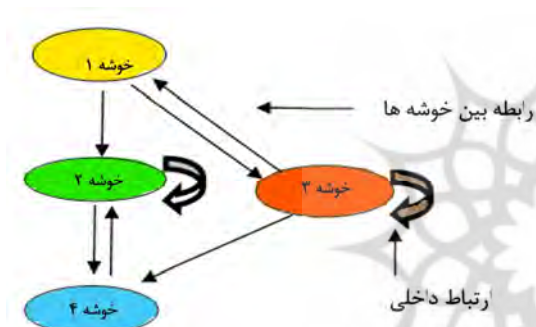 خوشه ۱
رابطه بین خوشه ها
خوشه ۲
خوشه ۳
خوشه ۴
ارتباط داخلی